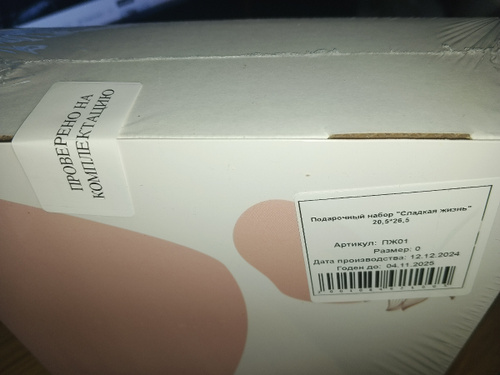 ПРОВЕРЕНО НА
КОМПЛЕКТАЦИЮ
Подарочный набор "Сладкая жизнь"
20,5*26,5
Артикул: ПЖ01
Размер: 0
Дата производства: 12.12.2024
Годен до: 04.11.2025